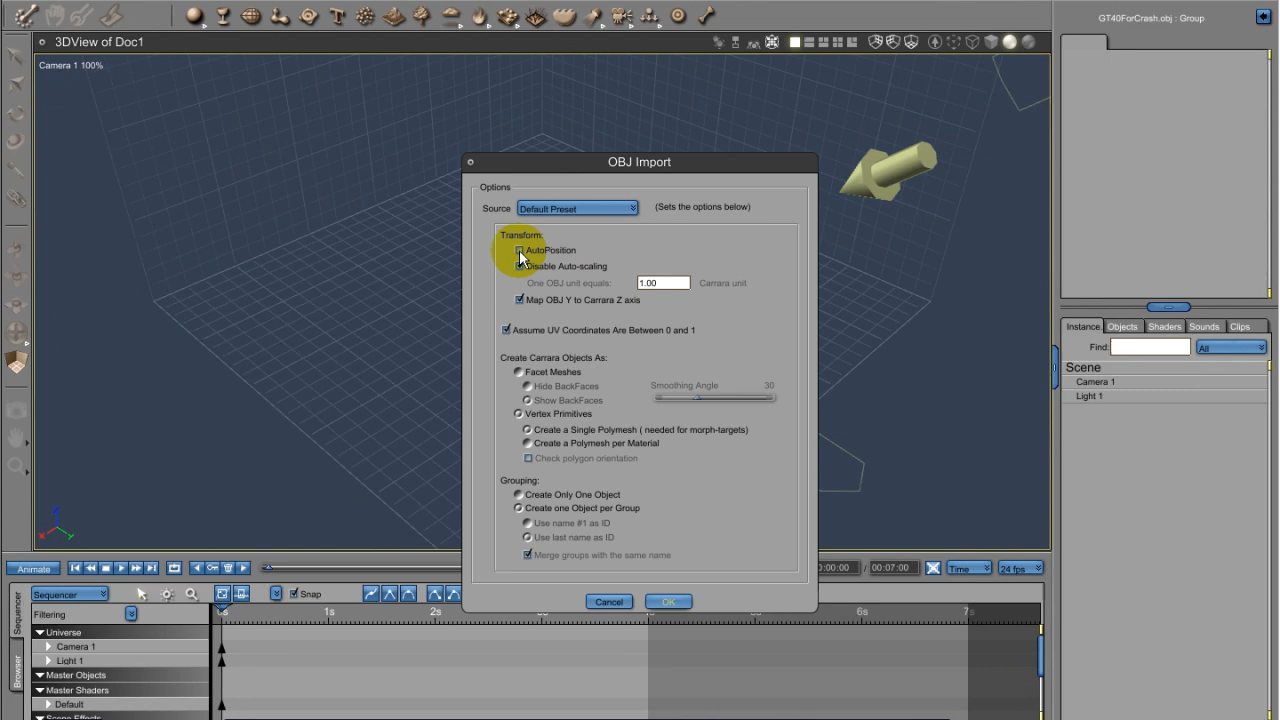 GT40ForCrash.obj : Group
3DView of Doc1
Camera 1 100%
OBJ Import
Options
Source Default Preset (Sets the options below)
Transform:
AutoPosition
Disable Auto-scaling
One OBJ unit equals: 1.00 Carrara unit
Map OBJ Y to Carrara Z axis
Assume UV Coordinates Are Between 0 and 1
Create Carrara Objects As:
Facet Meshes
Hide BackFaces Smoothing Angle 30
Show BackFaces
Vertex Primitives
Create a Single Polymesh ( needed for morph-targets)
Create a Polymesh per Material
Check polygon orientation
Grouping:
Create Only One Object
Create one Object per Group
Use name #1 as ID
Use last name as ID
Merge groups with the same name
Cancel OK
Instance. Objects Shaders Sounds Clips
Find: All
Scene
Camera 1
Light 1
Animate 0:00:00 / 00:07:00 Time 24 fps
Sequencer Snap
Filtering 1s 2s 6s 7s
Universe
Camera 1
Light 1
Master Objects
Master Shaders
Default
Scene Effects
Sequencer
Browser